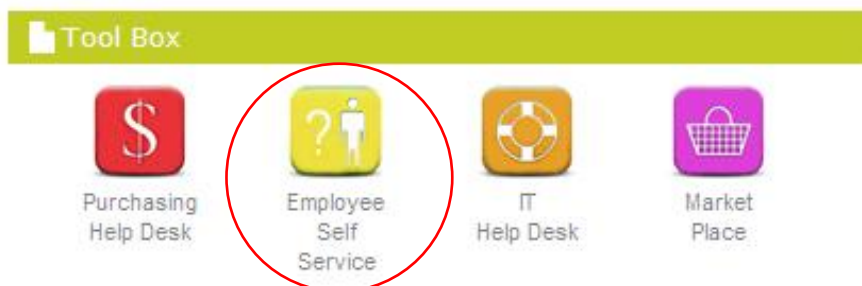 Tool Box
$
?
Purchasing
Help Desk
Employee
Self
Service
IT
Help Desk
Market
Place